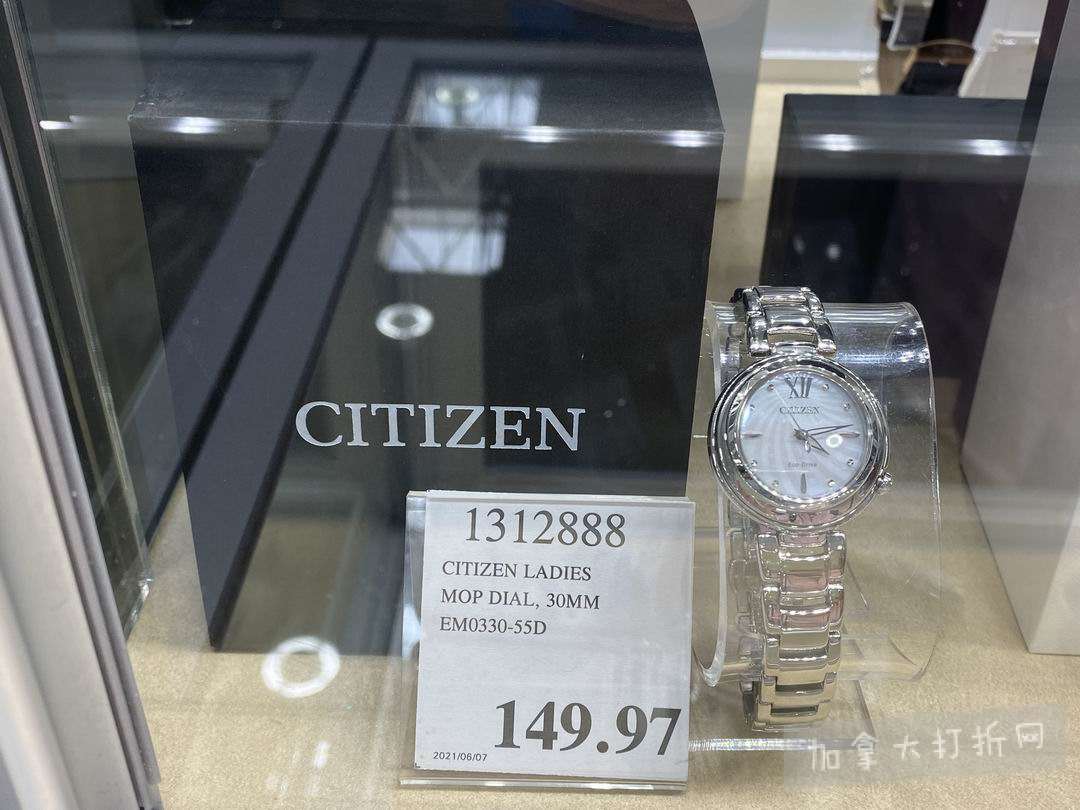 CITIZEN
1312888
CITIZEN LADIES
MOP DIAL, 30MM
EM0330-55D
149.97
2021/06/07
XII
CITIZEN
Eco-Drive
加拿大打折网